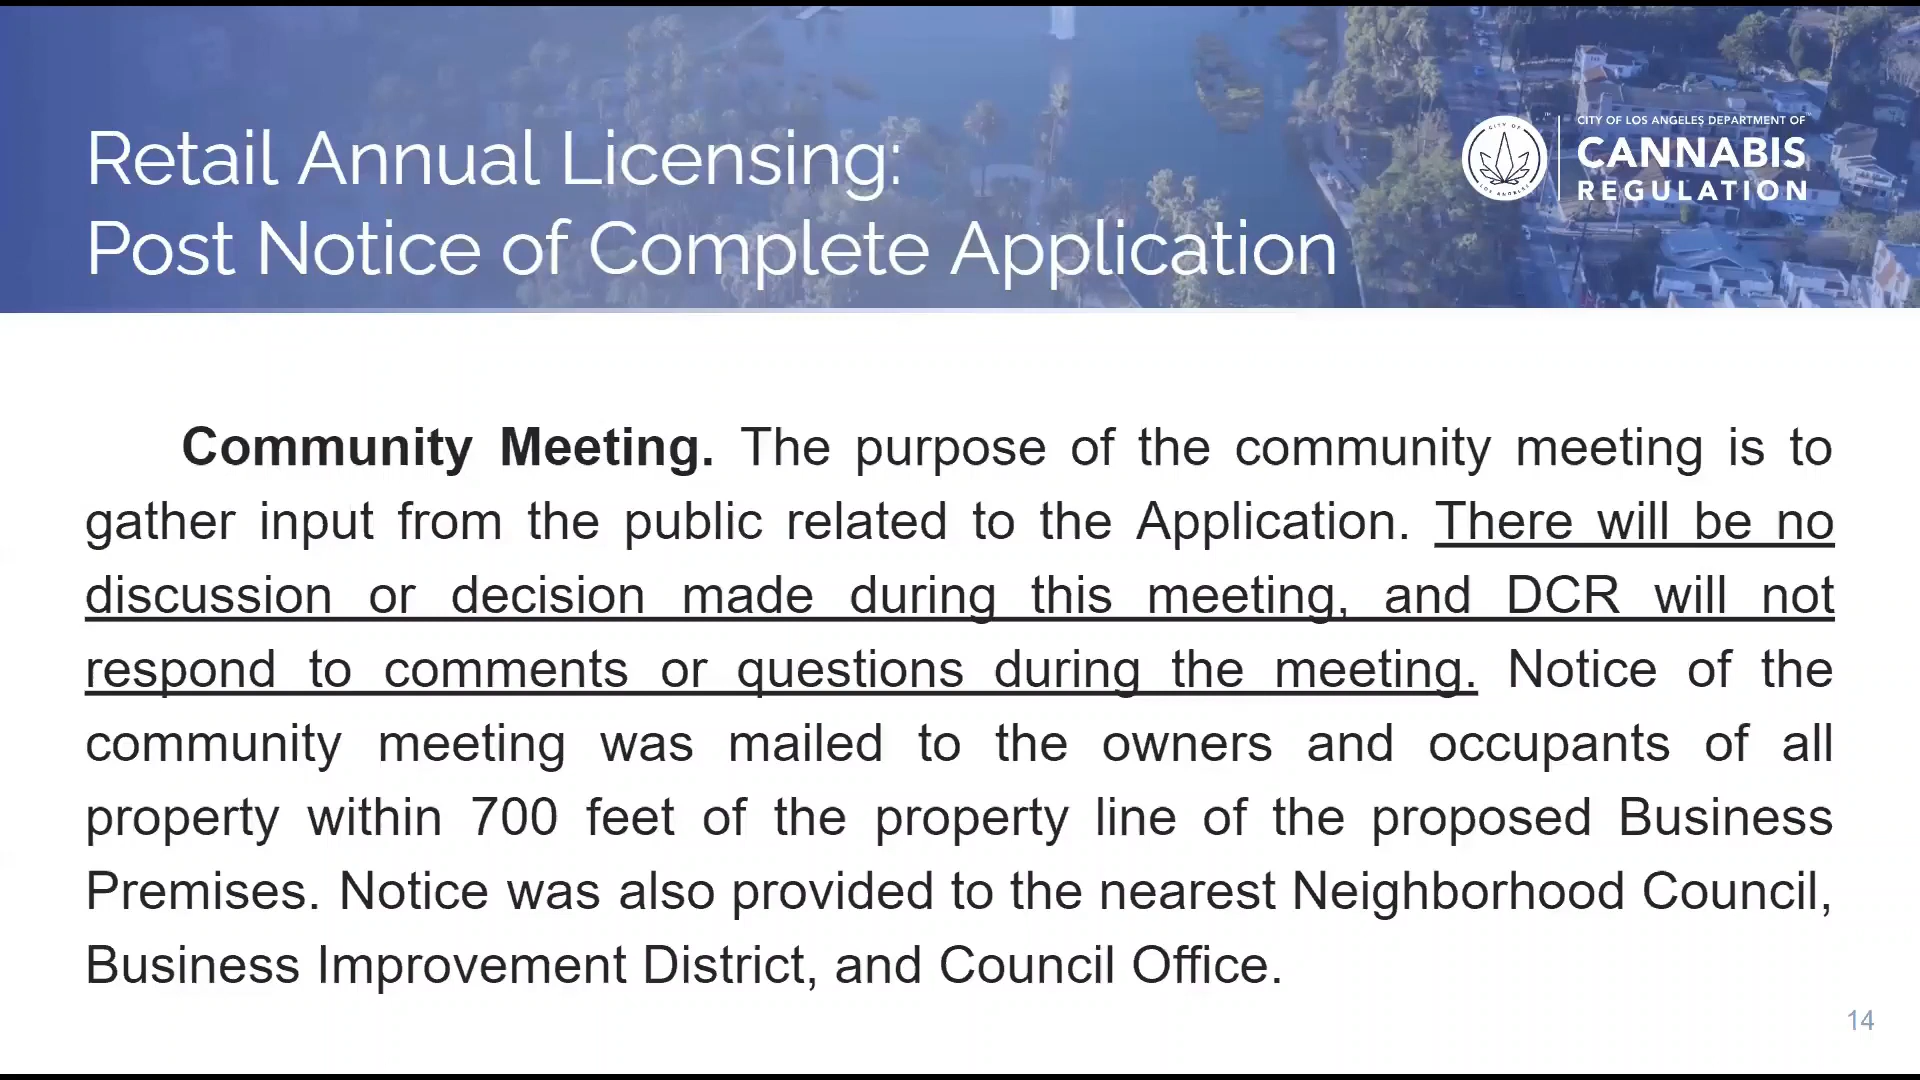 Retail Annual Licensing:
Post Notice of Complete Application
CITY OF LOS ANGELES DEPARTMENT OF
CANNABIS
REGULATION
CITY OF
LOS ANGELES
Community Meeting. The purpose of the community meeting is to
gather input from the public related to the Application. There will be no
discussion or decision made during this meeting, and DCR will not
respond to comments or questions during the meeting. Notice of the
community meeting was mailed to the owners and occupants of all
property within 700 feet of the property line of the proposed Business
Premises. Notice was also provided to the nearest Neighborhood Council,
Business Improvement District, and Council Office.
14